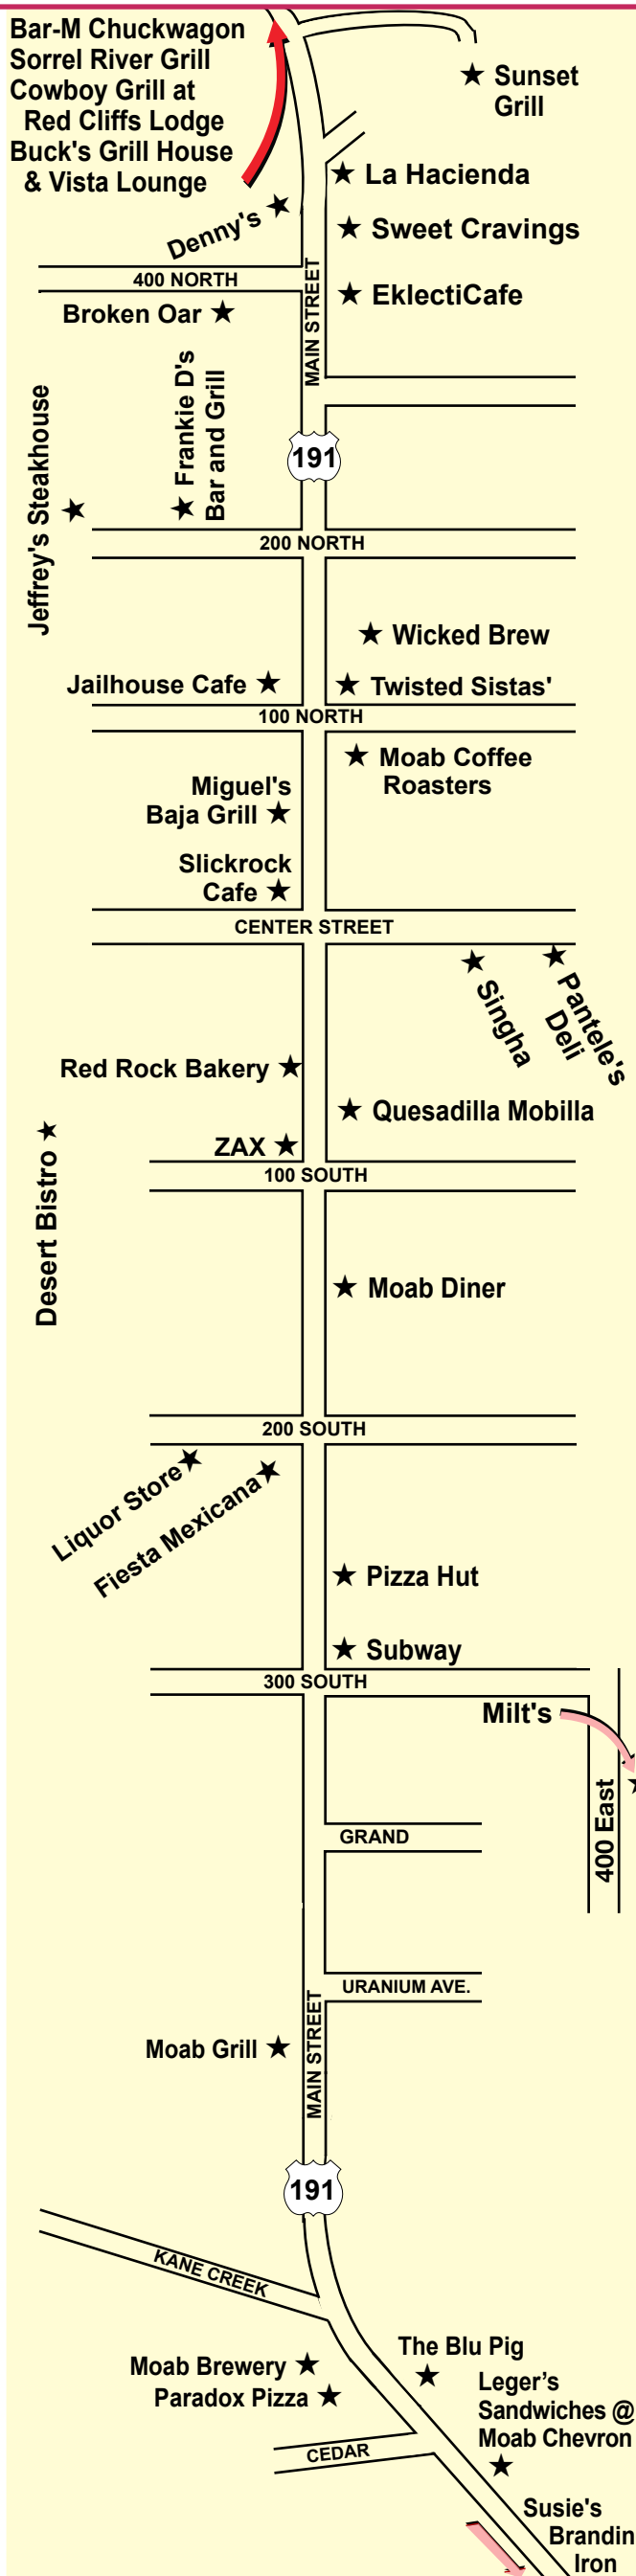 Bar-M Chuckwagon
Sorrel River Grill
Cowboy Grill at
Red Cliffs Lodge
Buck's Grill House
& Vista Lounge
Sunset
Grill
La Hacienda
Denny's
Sweet Cravings
400 NORTH
MAIN STREET
EklectiCafe
Broken Oar
Frankie D's
Bar and Grill
Jeffrey's Steakhouse
191
200 NORTH
Wicked Brew
Jailhouse Cafe
Twisted Sistas'
100 NORTH
Moab Coffee
Roasters
Miguel's
Baja Grill
Slickrock
Cafe
CENTER STREET
Singha
Pantele's
Deli
Red Rock Bakery
Quesadilla Mobilla
ZAX
Desert Bistro
100 SOUTH
Moab Diner
200 SOUTH
Liquor Store
Fiesta Mexicana
Pizza Hut
Subway
300 SOUTH
Milt's
400 East
GRAND
URANIUM AVE.
MAIN STREET
Moab Grill
191
KANE CREEK
The Blu Pig
Moab Brewery
Paradox Pizza
Leger’s
Sandwiches @
Moab Chevron
CEDAR
Susie's
Brandin
Iron